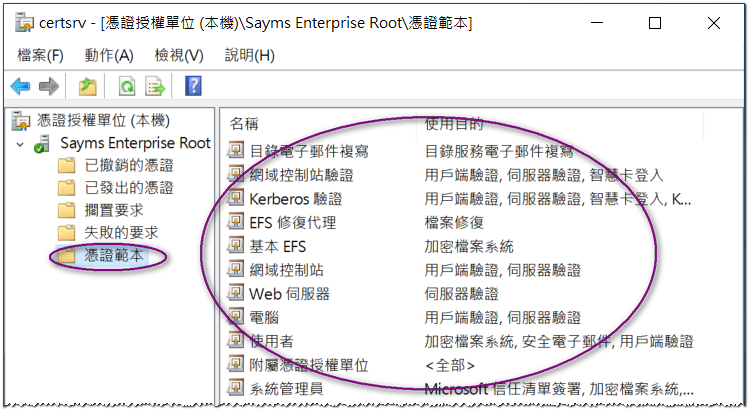 certsrv - [憑證授權單位 (本機)\Sayms Enterprise Root\憑證範本]
檔案(F) 動作(A) 檢視(V) 說明(H)
憑證授權單位 (本機)
Sayms Enterprise Root
已撤銷的憑證
已發出的憑證
擱置要求
失敗的要求
憑證範本
名稱 使用目的
目錄電子郵件複寫 目錄服務電子郵件複寫
網域控制站驗證 用戶端驗證, 伺服器驗證, 智慧卡登入
Kerberos 驗證 用戶端驗證, 伺服器驗證, 智慧卡登入, K...
EFS 修復代理 檔案修復
基本 EFS 加密檔案系統
網域控制站 用戶端驗證, 伺服器驗證
Web 伺服器 伺服器驗證
電腦 用戶端驗證, 伺服器驗證
使用者 加密檔案系統, 安全電子郵件, 用戶端驗證
附屬憑證授權單位 <全部>
系統管理員 Microsoft 信任清單簽署, 加密檔案系統,...